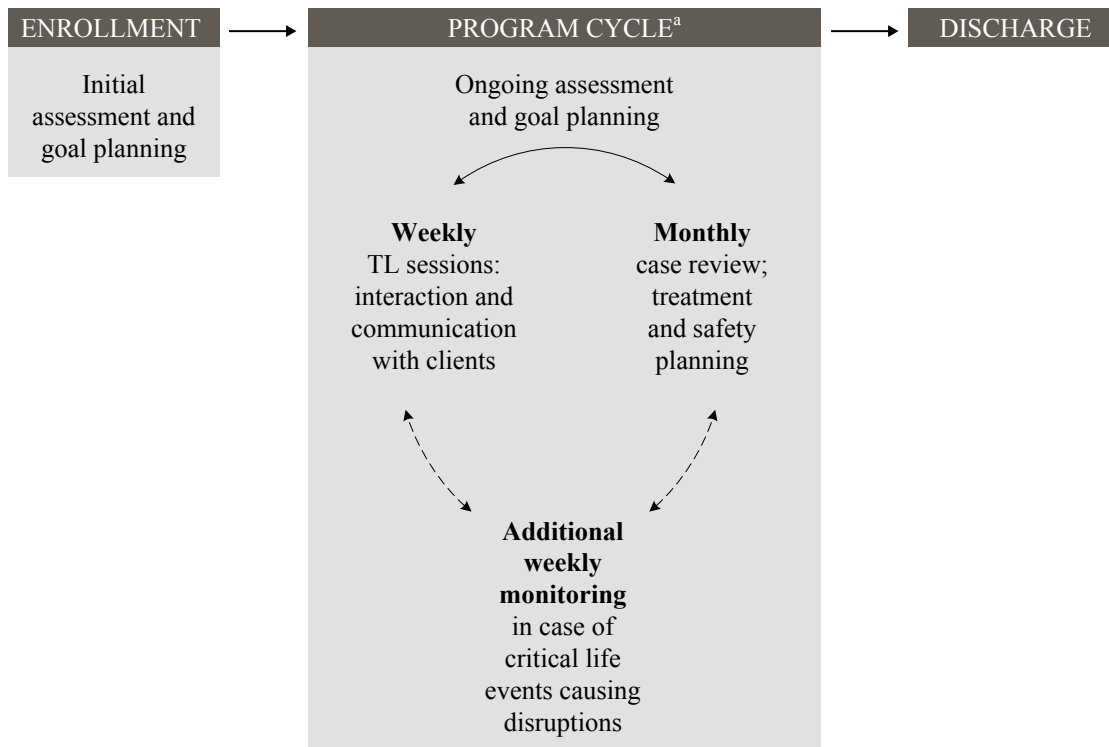 ENROLLMENT
Initial
assessment and
goal planning
PROGRAM CYCLEᵃ
Ongoing assessment
and goal planning
Weekly
TL sessions:
interaction and
communication
with clients
Monthly
case review;
treatment
and safety
planning
Additional
weekly
monitoring
in case of
critical life
events causing
disruptions
DISCHARGE